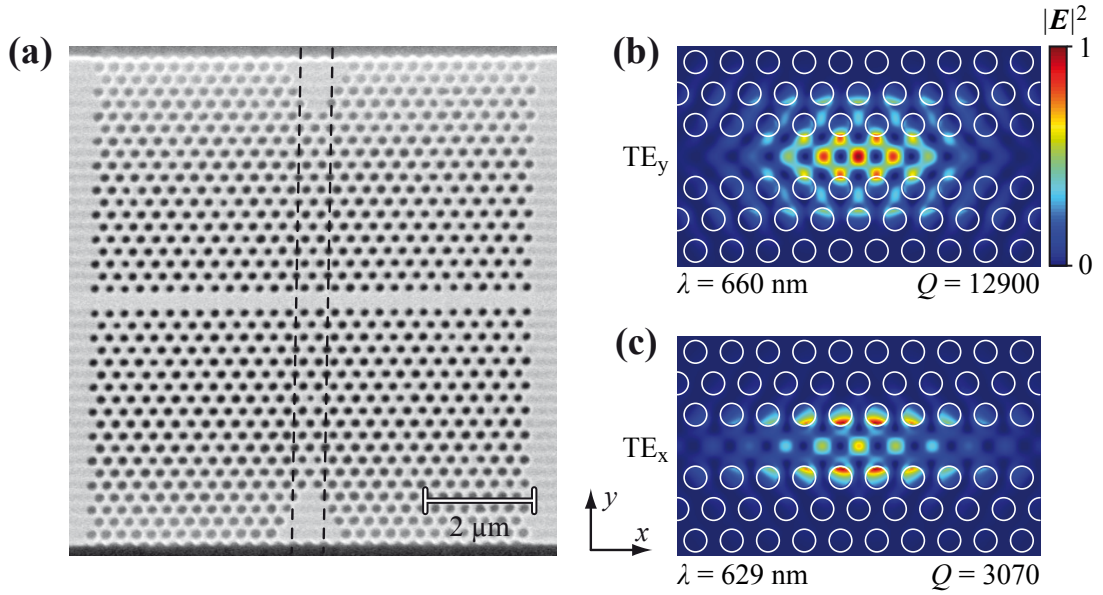 (a)
2 µm
(b)
|E|²
1
0
TEy
λ = 660 nm
Q = 12900
(c)
TEx
y
x
λ = 629 nm
Q = 3070